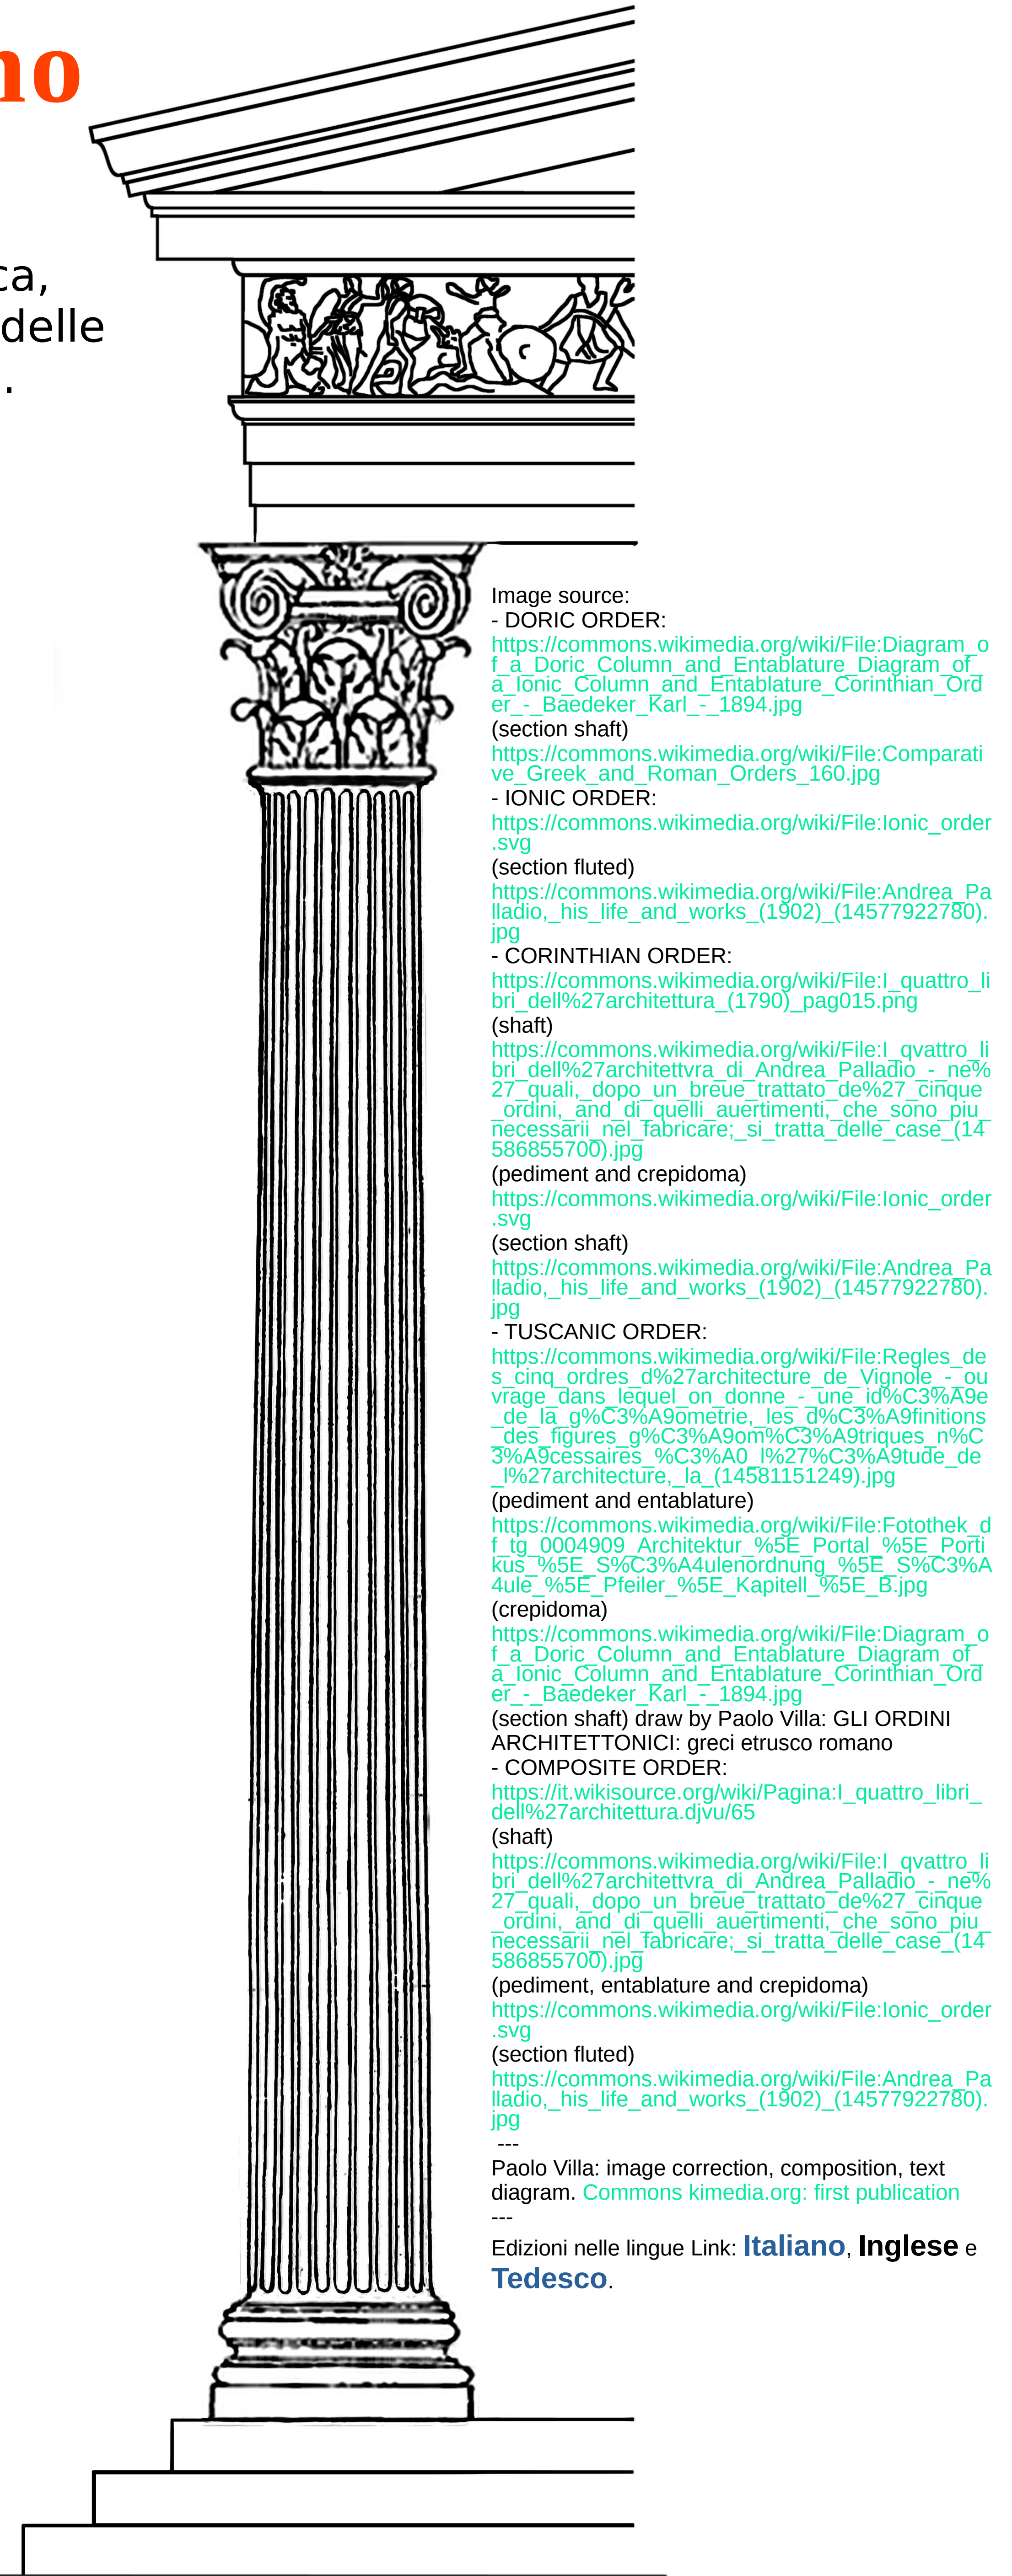 no
ca,
delle
.
Image source:
- DORIC ORDER:
https://commons.wikimedia.org/wiki/File:Diagram_o
f_a_Doric_Column_and_Entablature_Diagram_of_
a_Ionic_Column_and_Entablature_Corinthian_Ord
er_-_Baedeker_Karl_-_1894.jpg
(section shaft)
https://commons.wikimedia.org/wiki/File:Comparati
ve_Greek_and_Roman_Orders_160.jpg
- IONIC ORDER:
https://commons.wikimedia.org/wiki/File:Ionic_order
.svg
(section fluted)
https://commons.wikimedia.org/wiki/File:Andrea_Pa
lladio,_his_life_and_works_(1902)_(14577922780).
jpg
- CORINTHIAN ORDER:
https://commons.wikimedia.org/wiki/File:I_quattro_li
bri_dell%27architettura_(1790)_pag015.png
(shaft)
https://commons.wikimedia.org/wiki/File:I_qvattro_li
bri_dell%27architettvra_di_Andrea_Palladio_-_ne%
27_quali,_dopo_un_breue_trattato_de%27_cinque
_ordini,_and_di_quelli_auertimenti,_che_sono_piu_
necessarii_nel_fabricare;_si_tratta_delle_case_(14
586855700).jpg
(pediment and crepidoma)
https://commons.wikimedia.org/wiki/File:Ionic_order
.svg
(section shaft)
https://commons.wikimedia.org/wiki/File:Andrea_Pa
lladio,_his_life_and_works_(1902)_(14577922780).
jpg
- TUSCANIC ORDER:
https://commons.wikimedia.org/wiki/File:Regles_de
s_cinq_ordres_d%27architecture_de_Vignole_-_ou
vrage_dans_lequel_on_donne_-_une_id%C3%A9e
_de_la_g%C3%A9ometrie,_les_d%C3%A9finitions
_des_figures_g%C3%A9om%C3%A9triques_n%C
3%A9cessaires_%C3%A0_l%27%C3%A9tude_de
_l%27architecture,_la_(14581151249).jpg
(pediment and entablature)
https://commons.wikimedia.org/wiki/File:Fotothek_d
f_tg_0004909_Architektur_%5E_Portal_%5E_Porti
kus_%5E_S%C3%A4ulenordnung_%5E_S%C3%A
4ule_%5E_Pfeiler_%5E_Kapitell_%5E_B.jpg
(crepidoma)
https://commons.wikimedia.org/wiki/File:Diagram_o
f_a_Doric_Column_and_Entablature_Diagram_of_
a_Ionic_Column_and_Entablature_Corinthian_Ord
er_-_Baedeker_Karl_-_1894.jpg
(section shaft) draw by Paolo Villa: GLI ORDINI
ARCHITETTONICI: greci etrusco romano
- COMPOSITE ORDER:
https://it.wikisource.org/wiki/Pagina:I_quattro_libri_
dell%27architettura.djvu/65
(shaft)
https://commons.wikimedia.org/wiki/File:I_qvattro_li
bri_dell%27architettvra_di_Andrea_Palladio_-_ne%
27_quali,_dopo_un_breue_trattato_de%27_cinque
_ordini,_and_di_quelli_auertimenti,_che_sono_piu_
necessarii_nel_fabricare;_si_tratta_delle_case_(14
586855700).jpg
(pediment, entablature and crepidoma)
https://commons.wikimedia.org/wiki/File:Ionic_order
.svg
(section fluted)
https://commons.wikimedia.org/wiki/File:Andrea_Pa
lladio,_his_life_and_works_(1902)_(14577922780).
jpg
---
Paolo Villa: image correction, composition, text
diagram. Commons kimedia.org: first publication
---
Edizioni nelle lingue Link: Italiano, Inglese e
Tedesco.